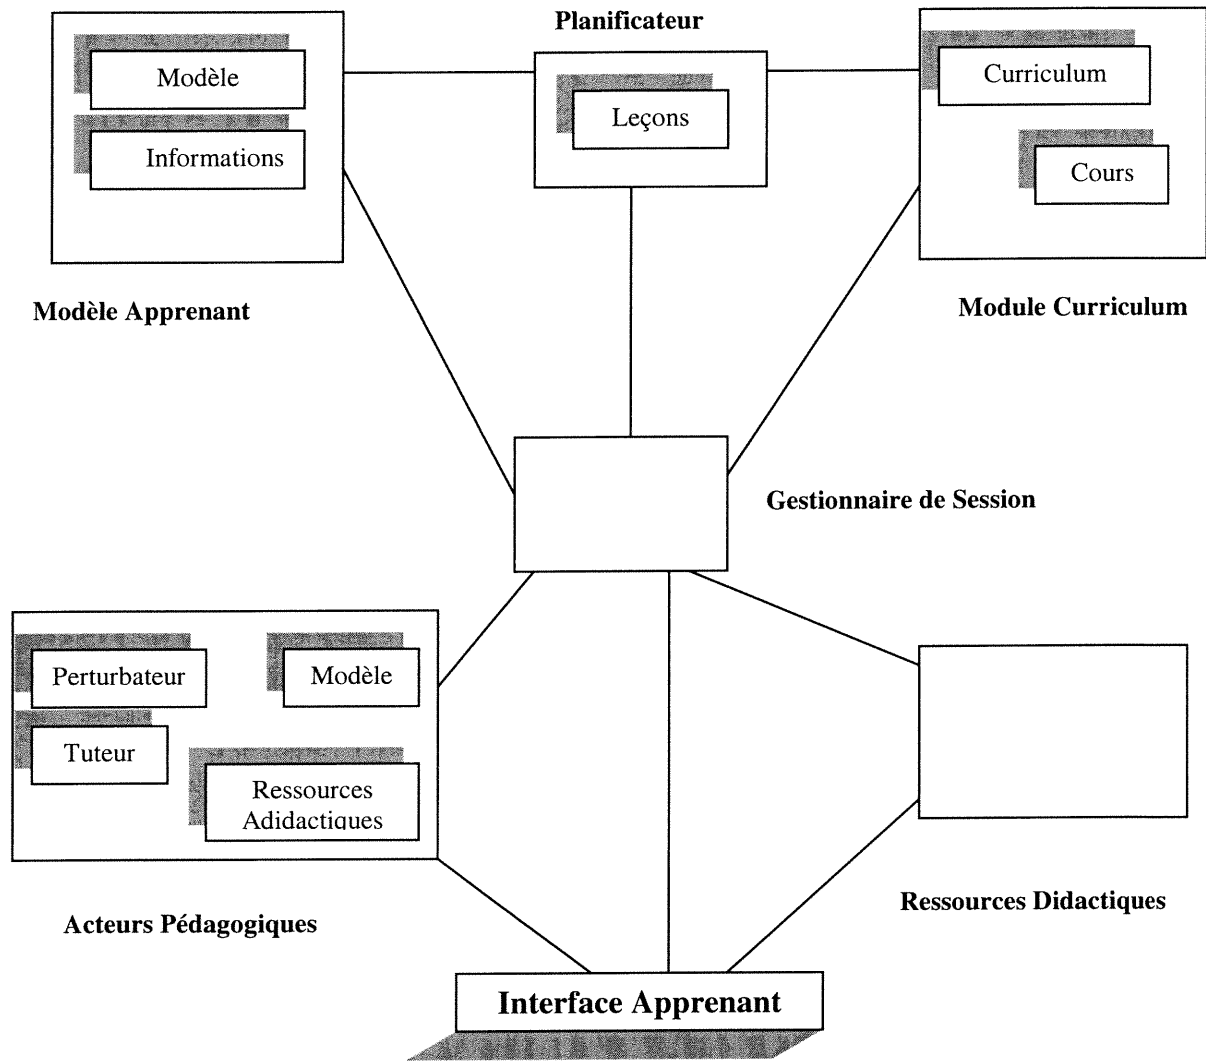 Planificateur
Modèle
Informations
Leçons
Curriculum
Cours
Modèle Apprenant
Module Curriculum
Gestionnaire de Session
Perturbateur
Modèle
Tuteur
Ressources
Adidactiques
Ressources Didactiques
Acteurs Pédagogiques
Interface Apprenant